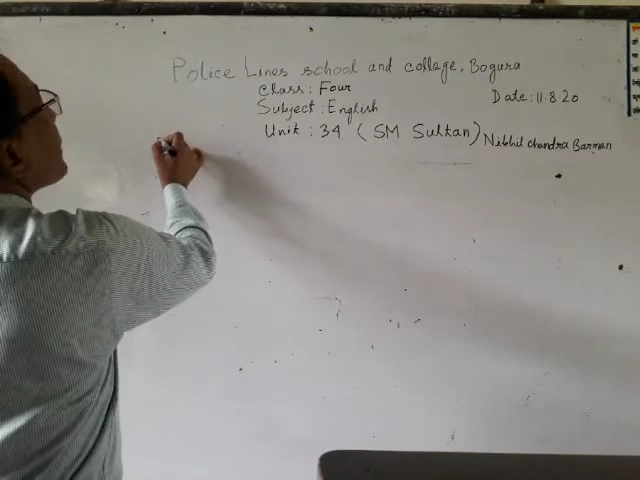 Police Lines school and college, Bogura
Class : Four
Date : 11.8.20
Subject : English
Unit : 34 (SM Sultan)
Nikhil chandra Barman